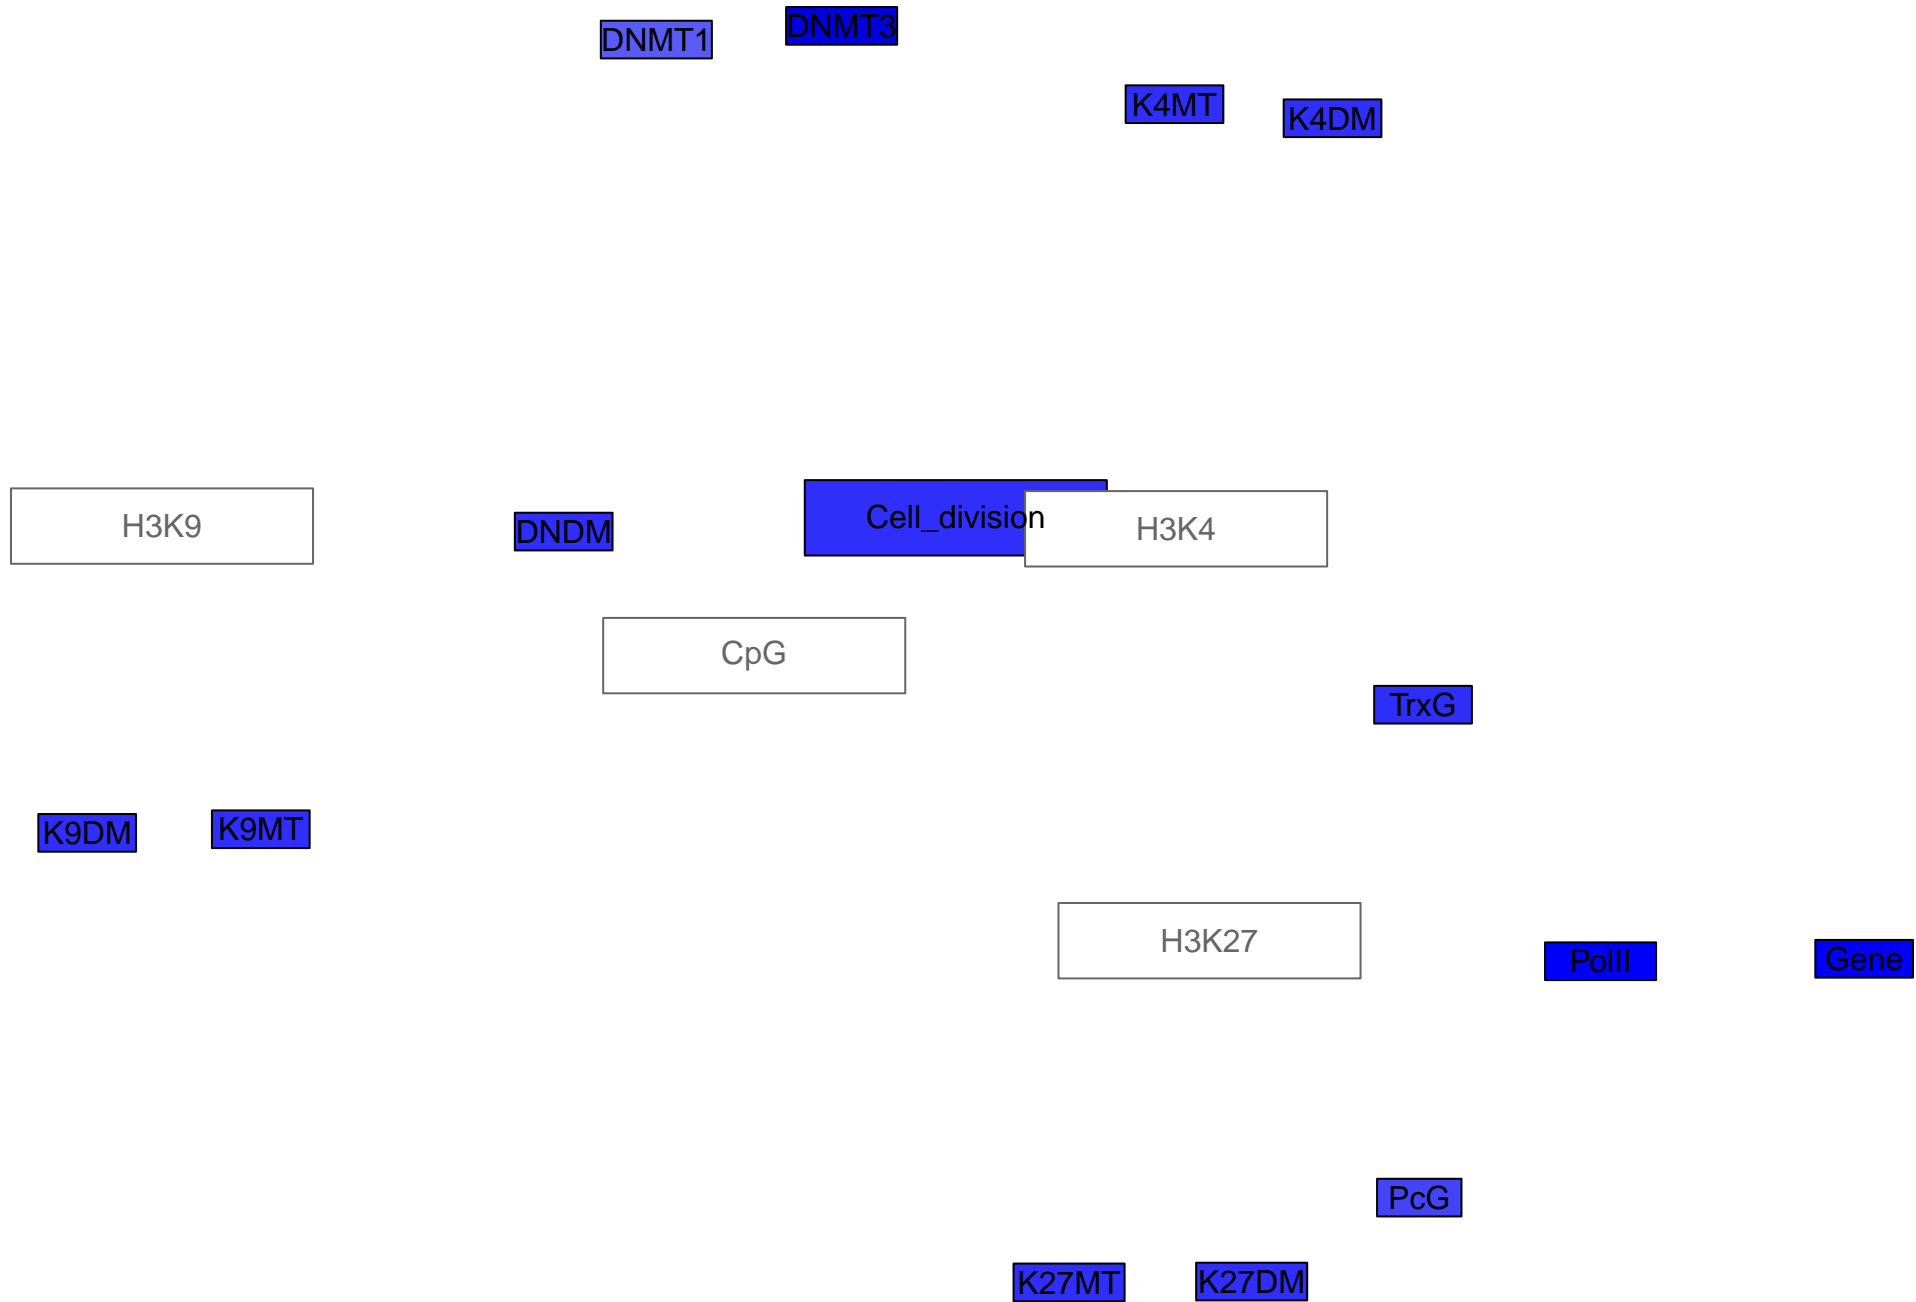 DNMT1
DNMT3
K4MT
K4DM
H3K9
DNDM
Cell_division
H3K4
CpG
TrxG
K9DM
K9MT
H3K27
PolII
Gene
PcG
K27MT
K27DM